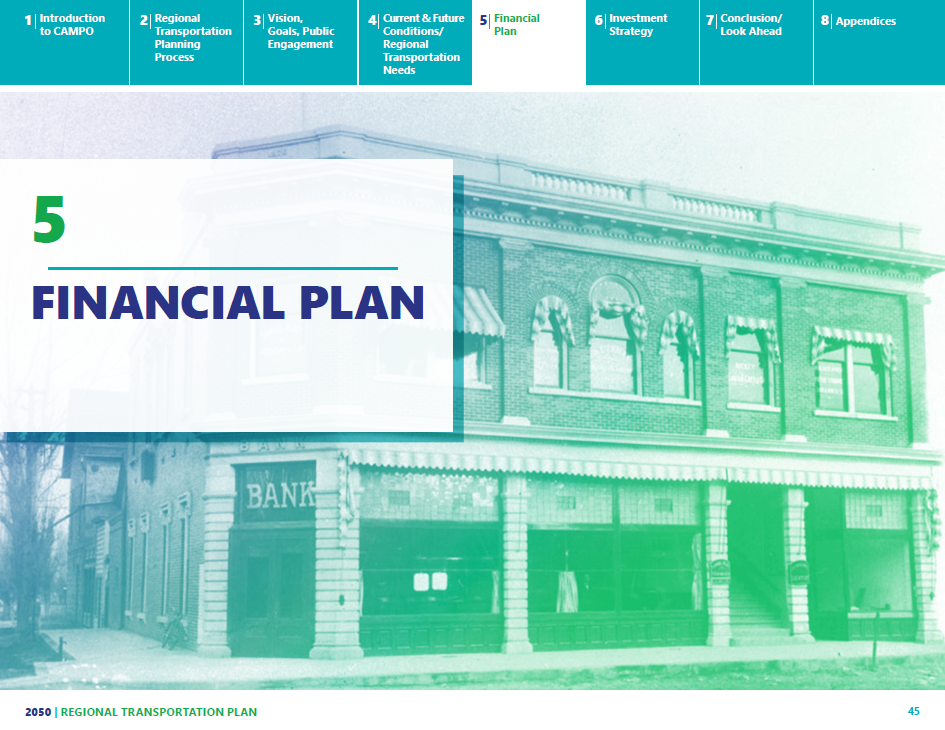 1 Introduction
to CAMPO
2 Regional
Transportation
Planning
Process
3 Vision,
Goals, Public
Engagement
4 Current & Future
Conditions/
Regional
Transportation
Needs
5 Financial
Plan
6 Investment
Strategy
7 Conclusion/
Look Ahead
8 Appendices
5
FINANCIAL PLAN
BANK
BANK
2050 | REGIONAL TRANSPORTATION PLAN
45